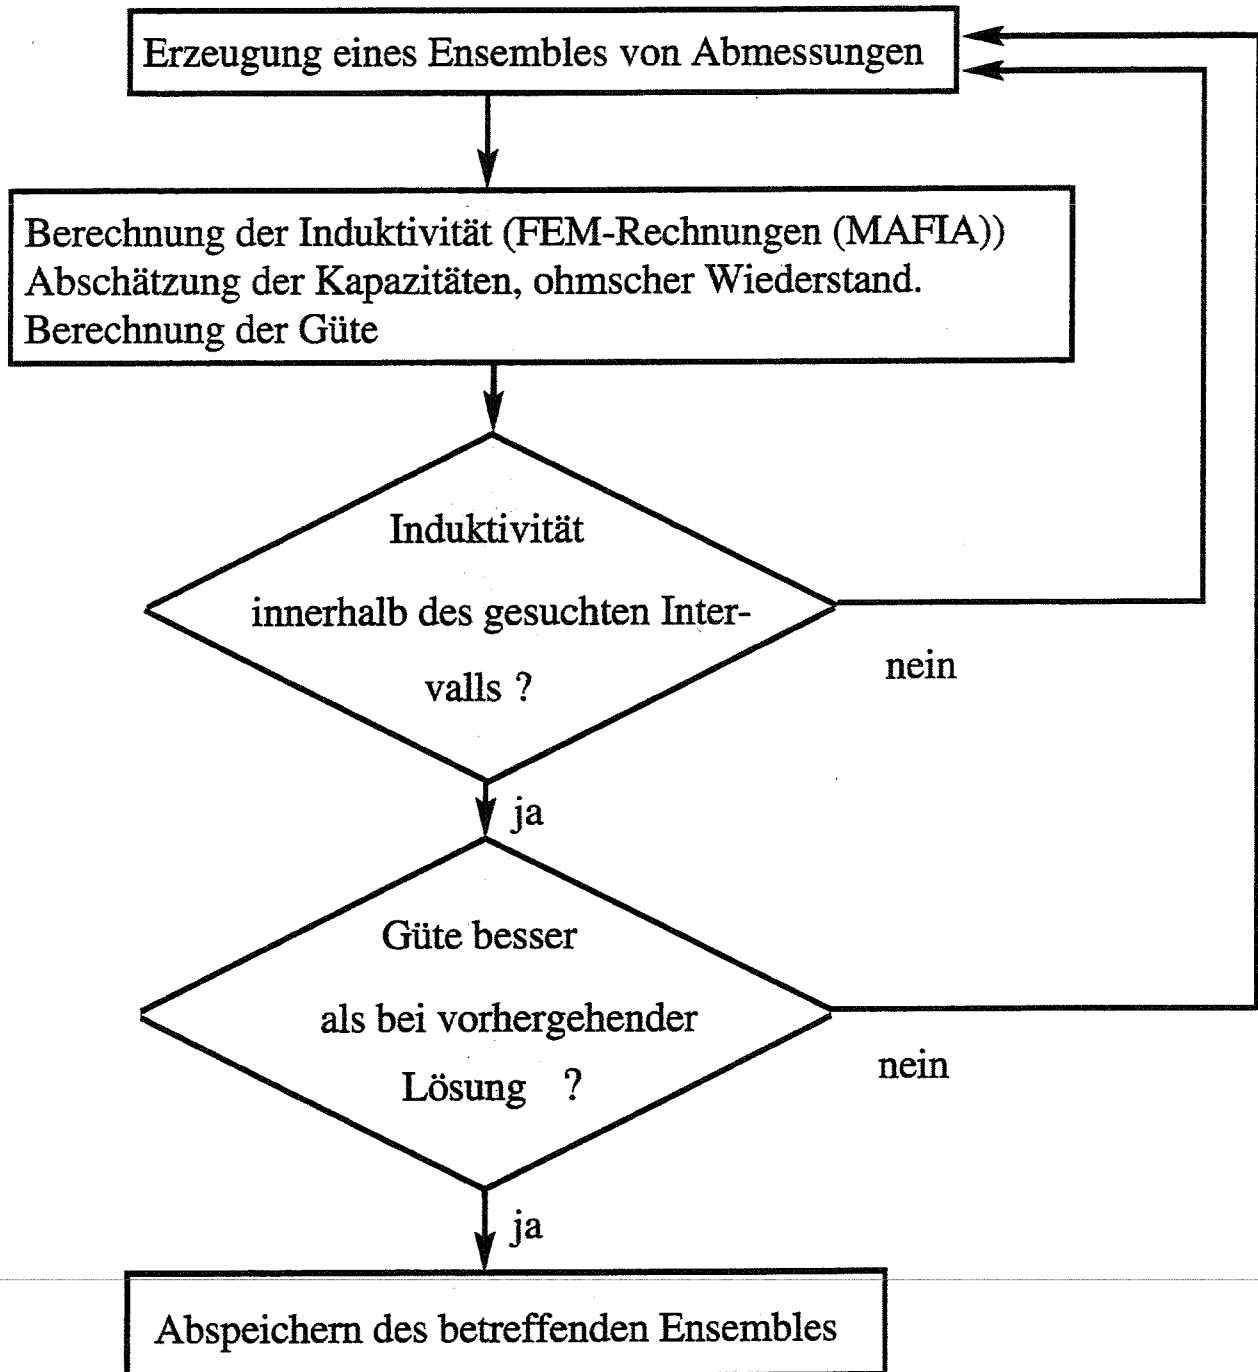 Erzeugung eines Ensembles von Abmessungen
Berechnung der Induktivität (FEM-Rechnungen (MAFIA))
Abschätzung der Kapazitäten, ohmscher Wiederstand.
Berechnung der Güte
Induktivität
innerhalb des gesuchten Inter-
valls ?
nein
ja
Güte besser
als bei vorhergehender
Lösung ?
nein
ja
Abspeichern des betreffenden Ensembles